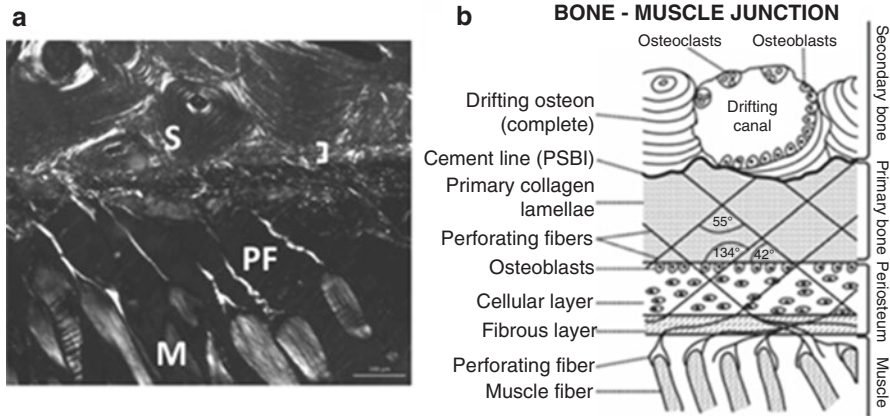 a
S
PF
M
b
BONE - MUSCLE JUNCTION
Osteoclasts
Osteoblasts
Drifting osteon
(complete)
Drifting
canal
Cement line (PSBI)
Primary collagen
lamellae
55°
Perforating fibers
134°
42°
Osteoblasts
Cellular layer
Fibrous layer
Perforating fiber
Muscle fiber
Secondary bone
Primary bone
Periosteum
Muscle